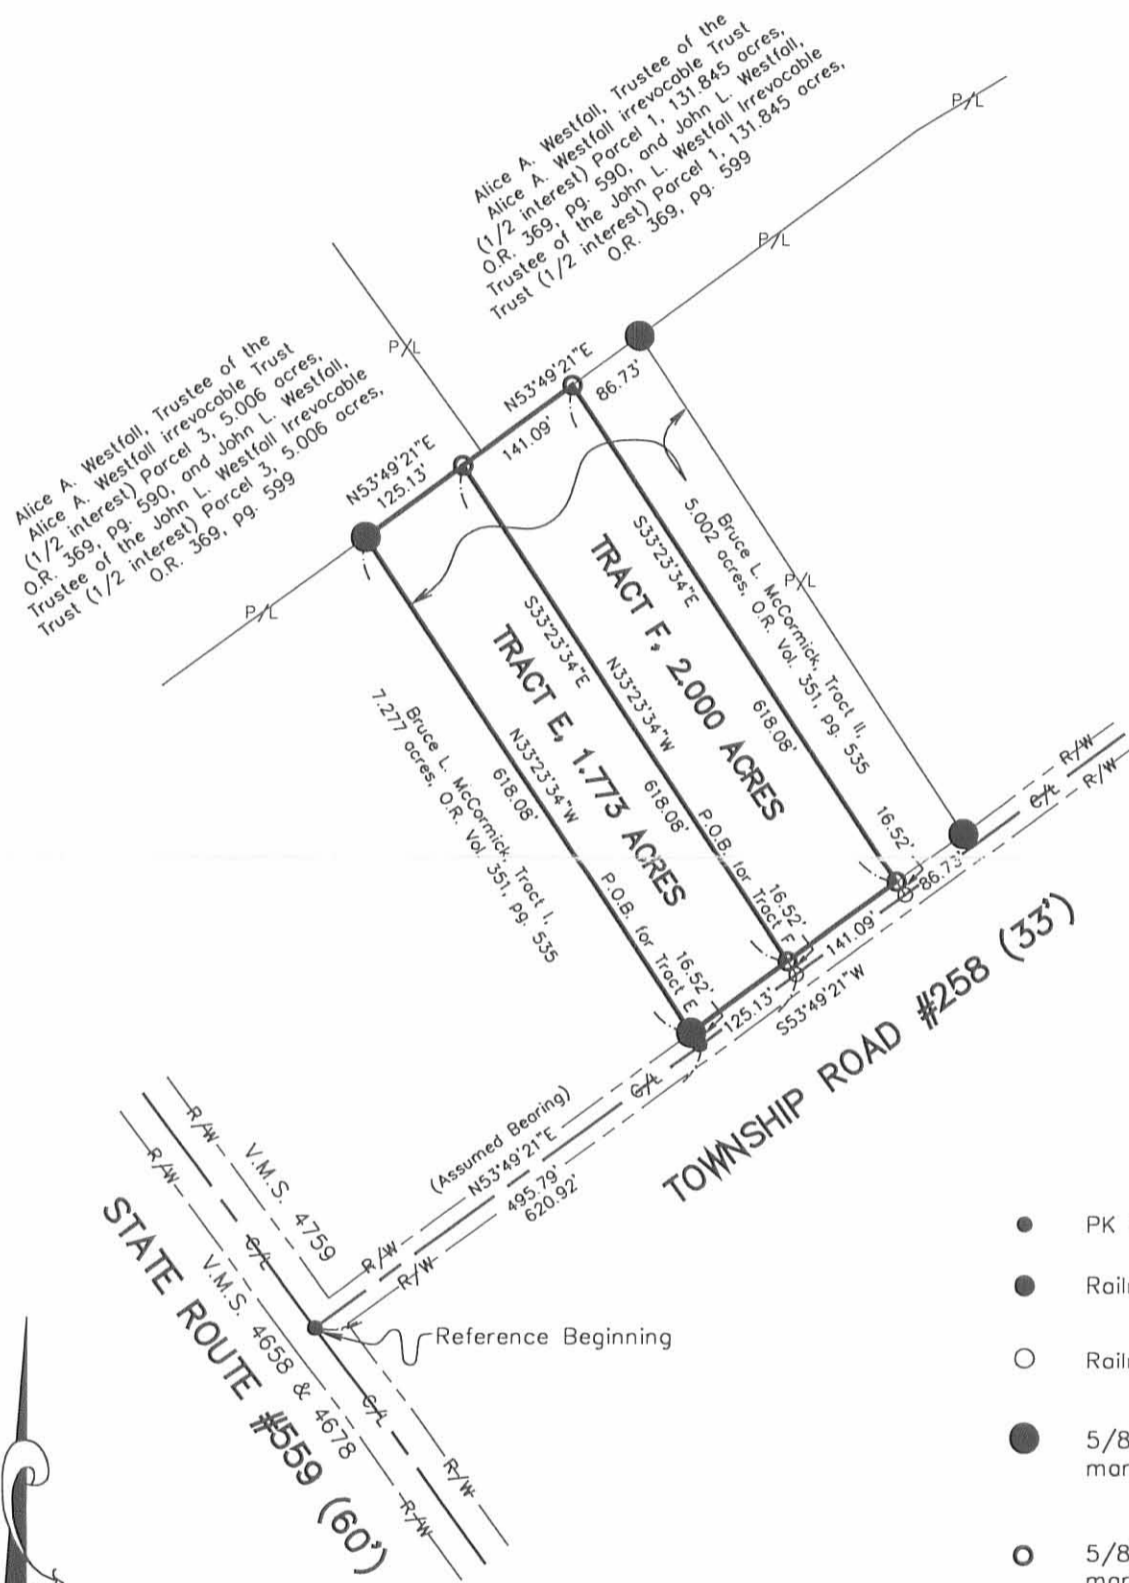 Alice A. Westfall, Trustee of the
Alice A. Westfall irrevocable Trust
(1/2 interest) Parcel 1, 131.845 acres,
O.R. 369, pg. 590, and John L. Westfall,
Trustee of the John L. Westfall Irrevocable
Trust (1/2 interest) Parcel 1, 131.845 acres,
O.R. 369, pg. 599
P/L
P/L
P/L
Alice A. Westfall, Trustee of the
Alice A. Westfall irrevocable Trust
(1/2 interest) Parcel 3, 5.006 acres,
O.R. 369, pg. 590, and John L. Westfall,
Trustee of the John L. Westfall Irrevocable
Trust (1/2 interest) Parcel 3, 5.006 acres,
O.R. 369, pg. 599
P/L
N53°49'21"E
125.13'
N53°49'21"E
141.09'
86.73'
Bruce L. McCormick, Tract II,
5.002 acres, O.R. Vol. 351, pg. 535
P/L
S33°23'34"E
618.08'
16.52'
TRACT F, 2.000 ACRES
S33°23'34"E
N33°23'34"W
618.08'
P.O.B. for
Tract F
16.52'
TRACT E, 1.773 ACRES
N33°23'34"W
618.08'
P.O.B. for
Tract E
16.52'
Bruce L. McCormick, Tract I,
7.277 acres, O.R. Vol. 351, pg. 535
R/W
C/L
R/W
86.73'
141.09'
125.13'
S53°49'21"W
TOWNSHIP ROAD #258 (33')
C/L
(Assumed Bearing)
N53°49'21"E
495.79'
620.92'
R/W
R/W
R/W
V.M.S. 4759
R/W
C/L
V.M.S. 4658 & 4678
STATE ROUTE #559 (60')
C/L
R/W
R/W
Reference Beginning
PK
5/8
5/8